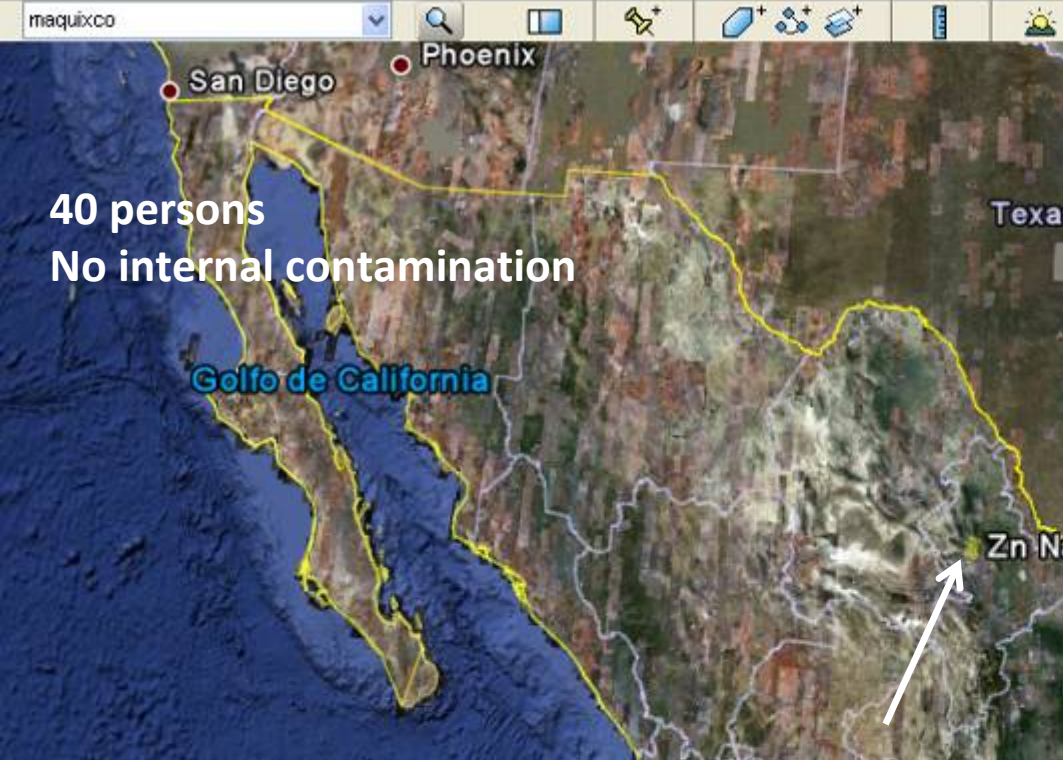 maquixco
Phoenix
San Diego
40 persons
Texa
No internal contamination
Golfo de California
Zn N